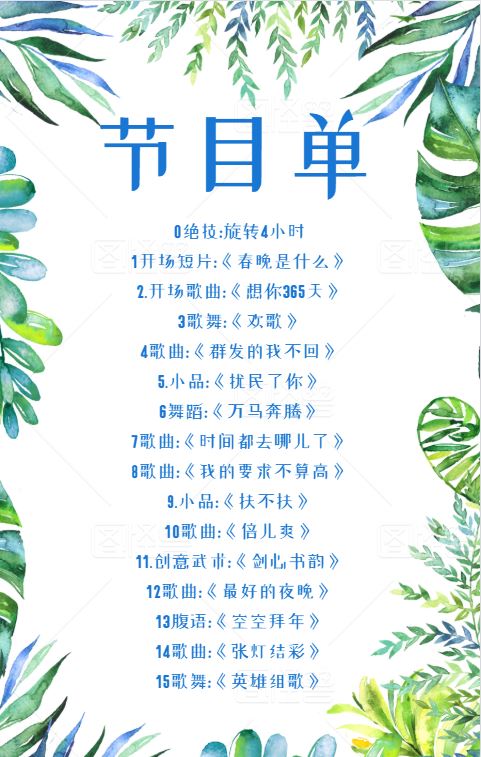 节目单
0绝技:旋转4小时
1开场短片:《春晚是什么》
2.开场歌曲:《想你365天》
3歌舞:《欢歌》
4歌曲:《群发的我不回》
5.小品:《扰民了你》
6舞蹈:《万马奔腾》
7歌曲:《时间都去哪儿了》
8歌曲:《我的要求不算高》
9.小品:《扶不扶》
10歌曲:《倍儿爽》
11.创意武市:《剑心书韵》
12歌曲:《最好的夜晚》
13腹语:《空空拜年》
14歌曲:《张灯结彩》
15歌舞:《英雄组歌》